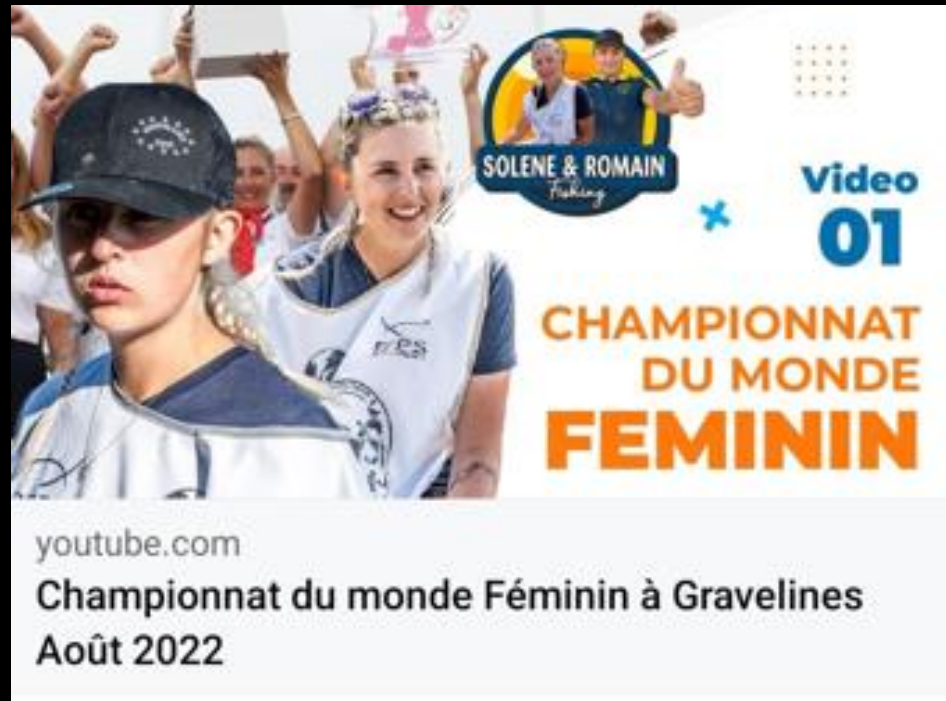 SOLENE & ROMAIN
Fishing
Video
01
CHAMPIONNAT
DU MONDE
FEMININ
youtube.com
Championnat du monde Féminin à Gravelines
Août 2022